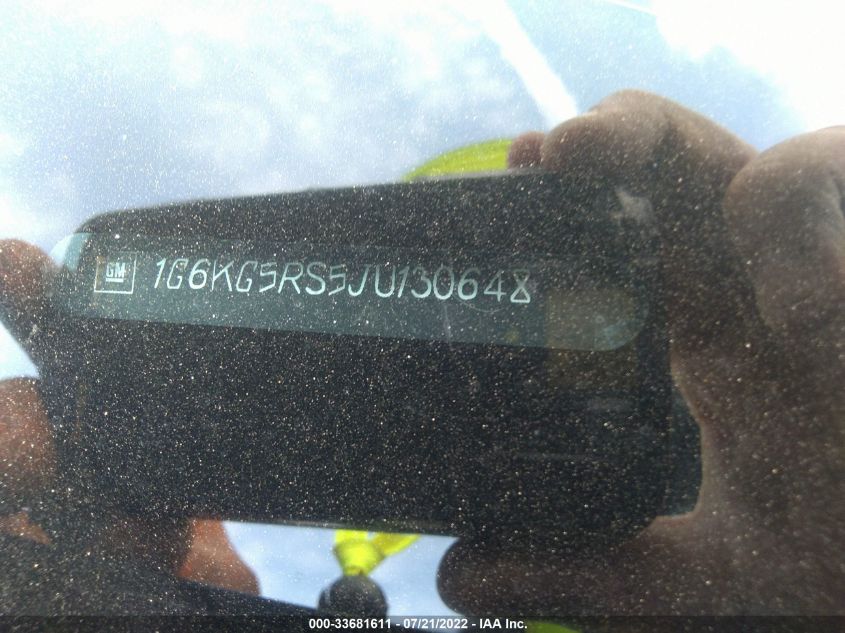 GM 1G6KG5RS5JU130648
000-33681611 - 07/21/2022 - IAA Inc.